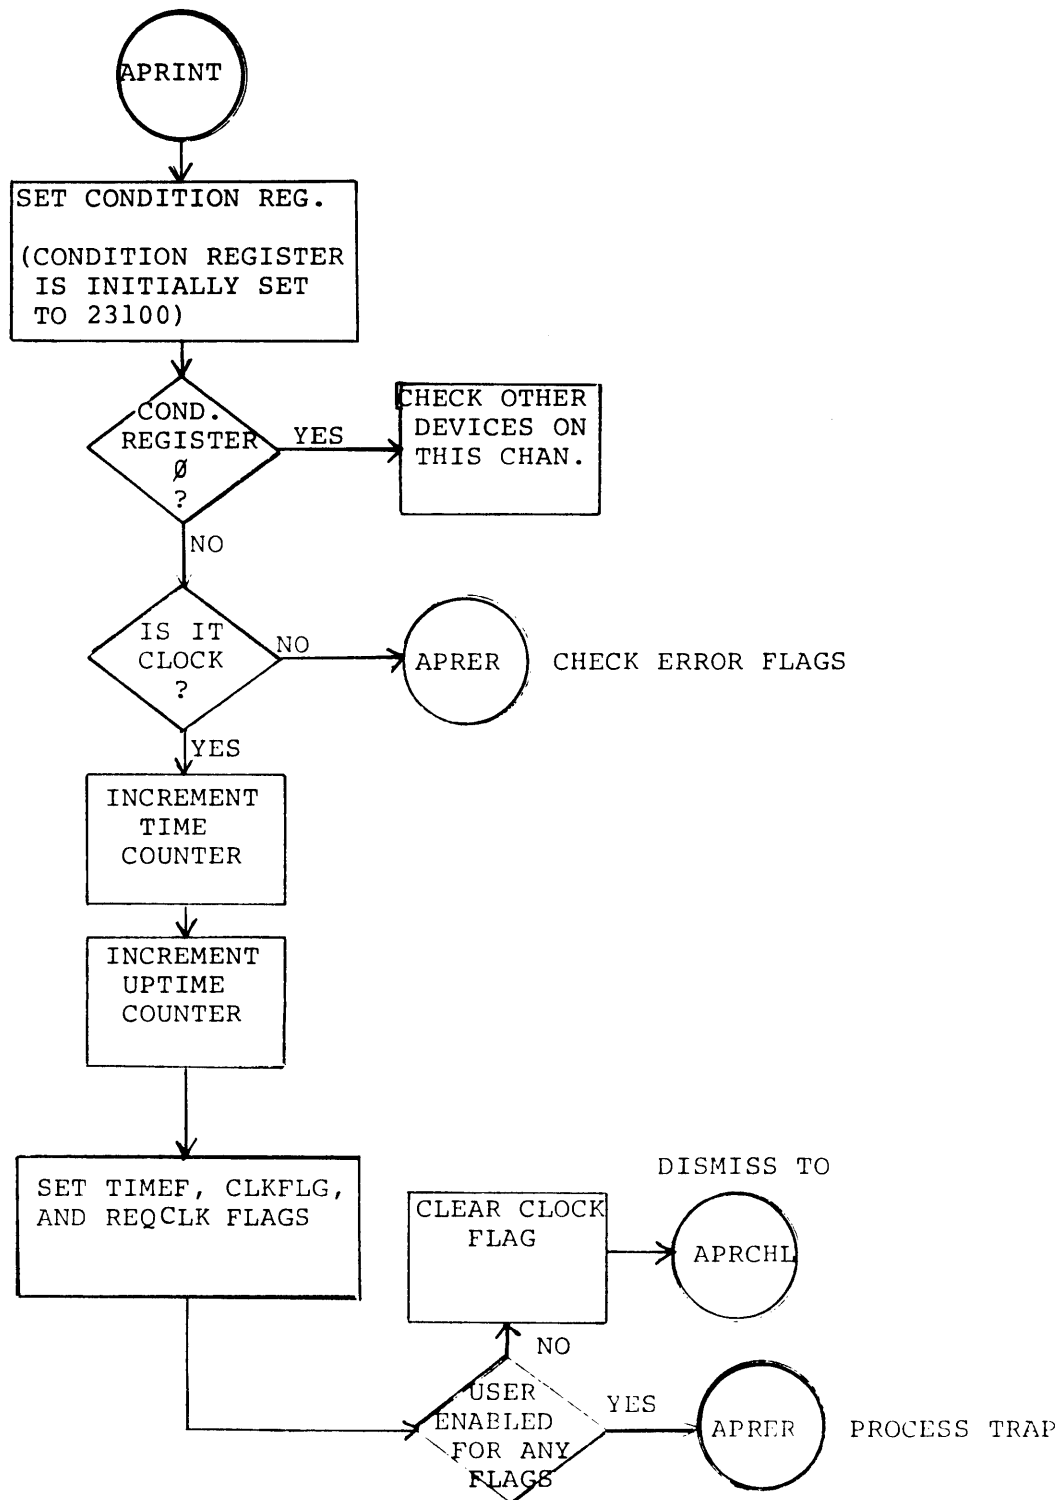 APRINT
SET CONDITION REG.
(CONDITION REGISTER
IS INITIALLY SET
TO 23100)
COND.
REGISTER
Ø
?
YES
CHECK OTHER
DEVICES ON
THIS CHAN.
NO
IS IT
CLOCK
?
NO
APRER
CHECK ERROR FLAGS
YES
INCREMENT
TIME
COUNTER
INCREMENT
UPTIME
COUNTER
SET TIMEF, CLKFLG,
AND REQCLK FLAGS
CLEAR CLOCK
FLAG
DISMISS TO
APRCHL
NO
USER
ENABLED
FOR ANY
FLAGS
YES
APRER
PROCESS TRAP